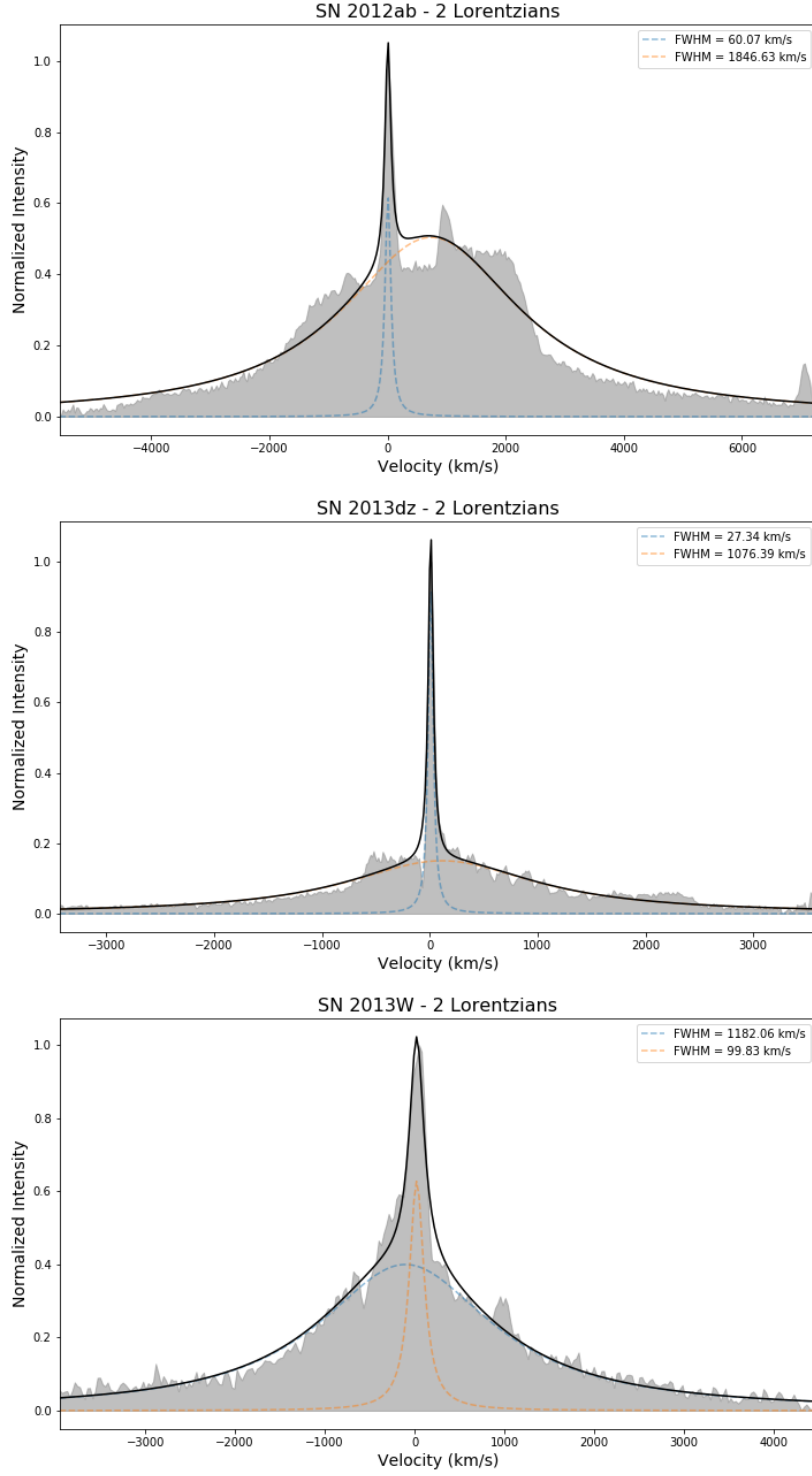 SN 2012ab - 2 Lorentzians
FWHM = 60.07 km/s
FWHM = 1846.63 km/s
Normalized Intensity
1.0
0.8
0.6
0.4
0.2
0.0
−4000 −2000 0 2000 4000 6000
Velocity (km/s)
SN 2013dz - 2 Lorentzians
FWHM = 27.34 km/s
FWHM = 1076.39 km/s
Normalized Intensity
1.0
0.8
0.6
0.4
0.2
0.0
−3000 −2000 −1000 0 1000 2000 3000
Velocity (km/s)
SN 2013W - 2 Lorentzians
FWHM = 1182.06 km/s
FWHM = 99.83 km/s
Normalized Intensity
1.0
0.8
0.6
0.4
0.2
0.0
−3000 −2000 −1000 0 1000 2000 3000 4000
Velocity (km/s)